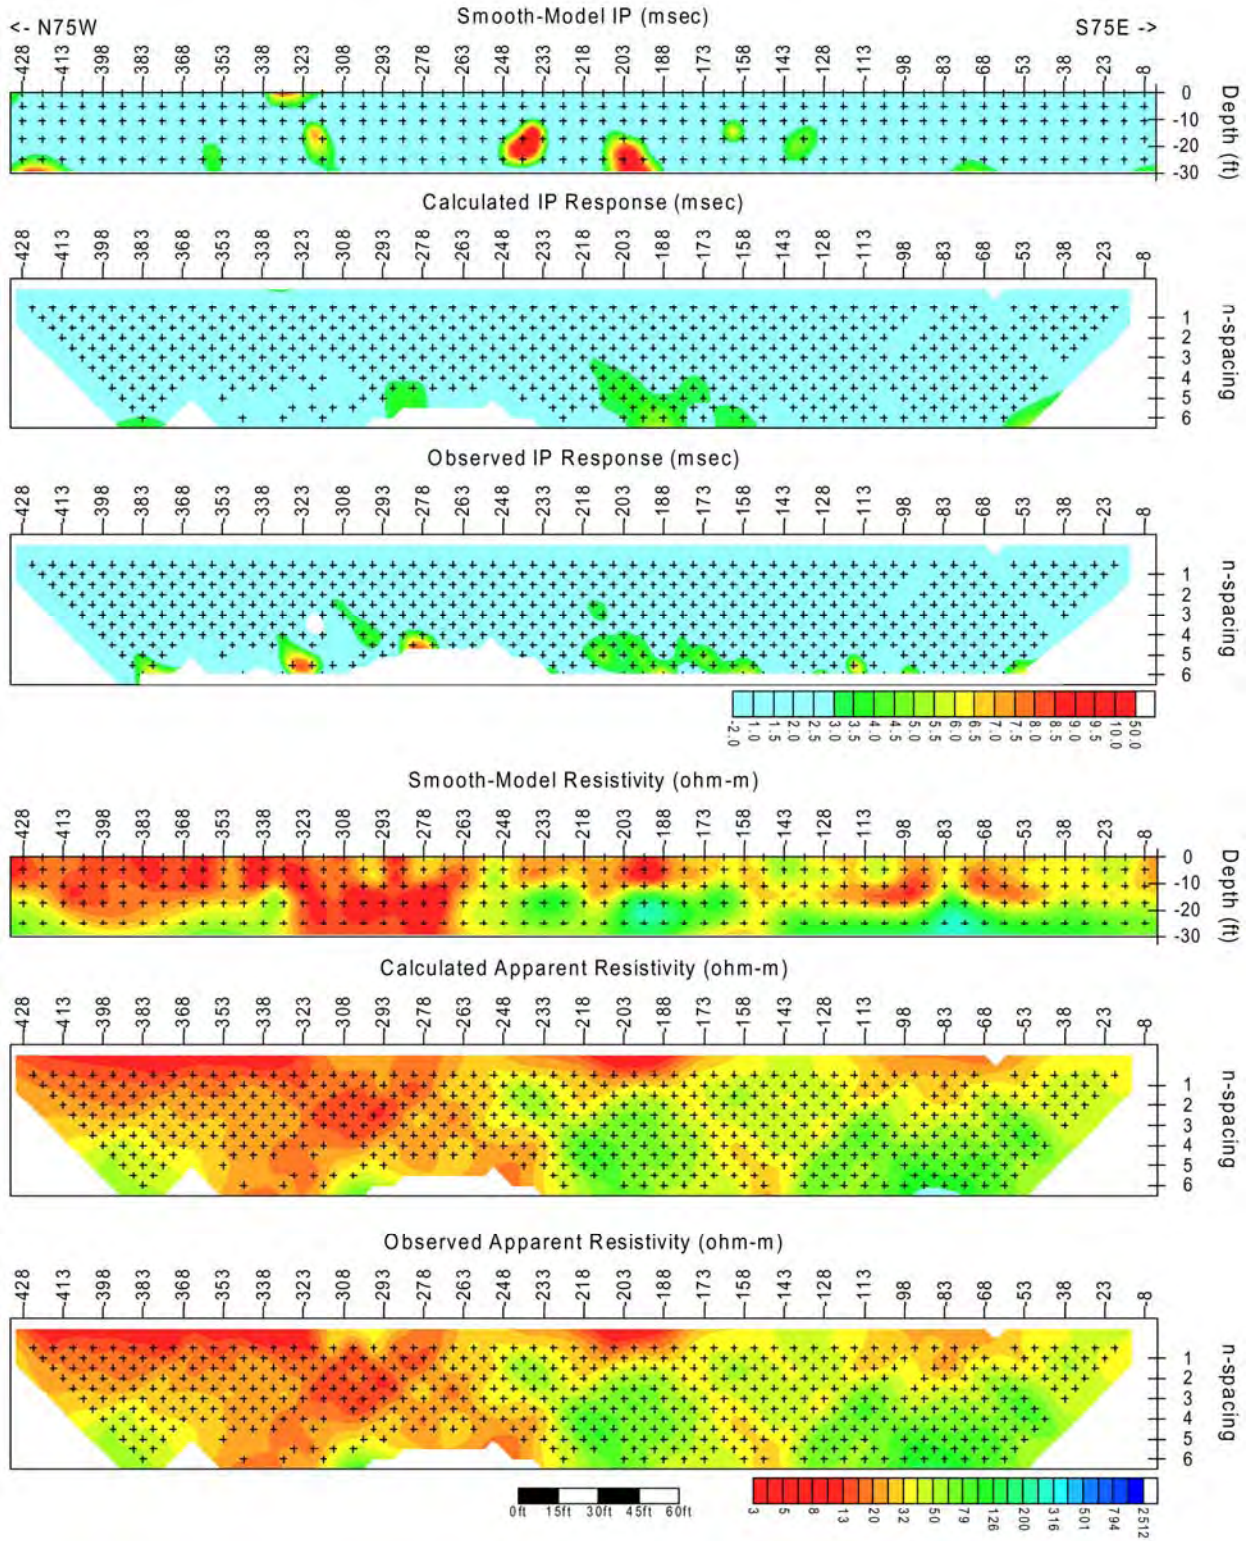 Smooth-Model IP (msec)
<- N75W S75E ->
-428 -413 -398 -383 -368 -353 -338 -323 -308 -293 -278 -263 -248 -233 -218 -203 -188 -173 -158 -143 -128 -113 -98 -83 -68 -53 -38 -23 -8
0
-10
-20
-30
Depth (ft)
Calculated IP Response (msec)
-428 -413 -398 -383 -368 -353 -338 -323 -308 -293 -278 -263 -248 -233 -218 -203 -188 -173 -158 -143 -128 -113 -98 -83 -68 -53 -38 -23 -8
1
2
3
4
5
6
n-spacing
Observed IP Response (msec)
-428 -413 -398 -383 -368 -353 -338 -323 -308 -293 -278 -263 -248 -233 -218 -203 -188 -173 -158 -143 -128 -113 -98 -83 -68 -53 -38 -23 -8
1
2
3
4
5
6
n-spacing
-2.0 1.0 1.5 2.0 2.5 3.0 3.5 4.0 4.5 5.0 5.5 6.0 6.5 7.0 7.5 8.0 8.5 9.0 9.5 10.0 50.0
Smooth-Model Resistivity (ohm-m)
-428 -413 -398 -383 -368 -353 -338 -323 -308 -293 -278 -263 -248 -233 -218 -203 -188 -173 -158 -143 -128 -113 -98 -83 -68 -53 -38 -23 -8
0
-10
-20
-30
Depth (ft)
Calculated Apparent Resistivity (ohm-m)
-428 -413 -398 -383 -368 -353 -338 -323 -308 -293 -278 -263 -248 -233 -218 -203 -188 -173 -158 -143 -128 -113 -98 -83 -68 -53 -38 -23 -8
1
2
3
4
5
6
n-spacing
Observed Apparent Resistivity (ohm-m)
-428 -413 -398 -383 -368 -353 -338 -323 -308 -293 -278 -263 -248 -233 -218 -203 -188 -173 -158 -143 -128 -113 -98 -83 -68 -53 -38 -23 -8
1
2
3
4
5
6
n-spacing
0ft 15ft 30ft 45ft 60ft
3 5 8 13 20 32 50 79 126 200 316 501 794 2512